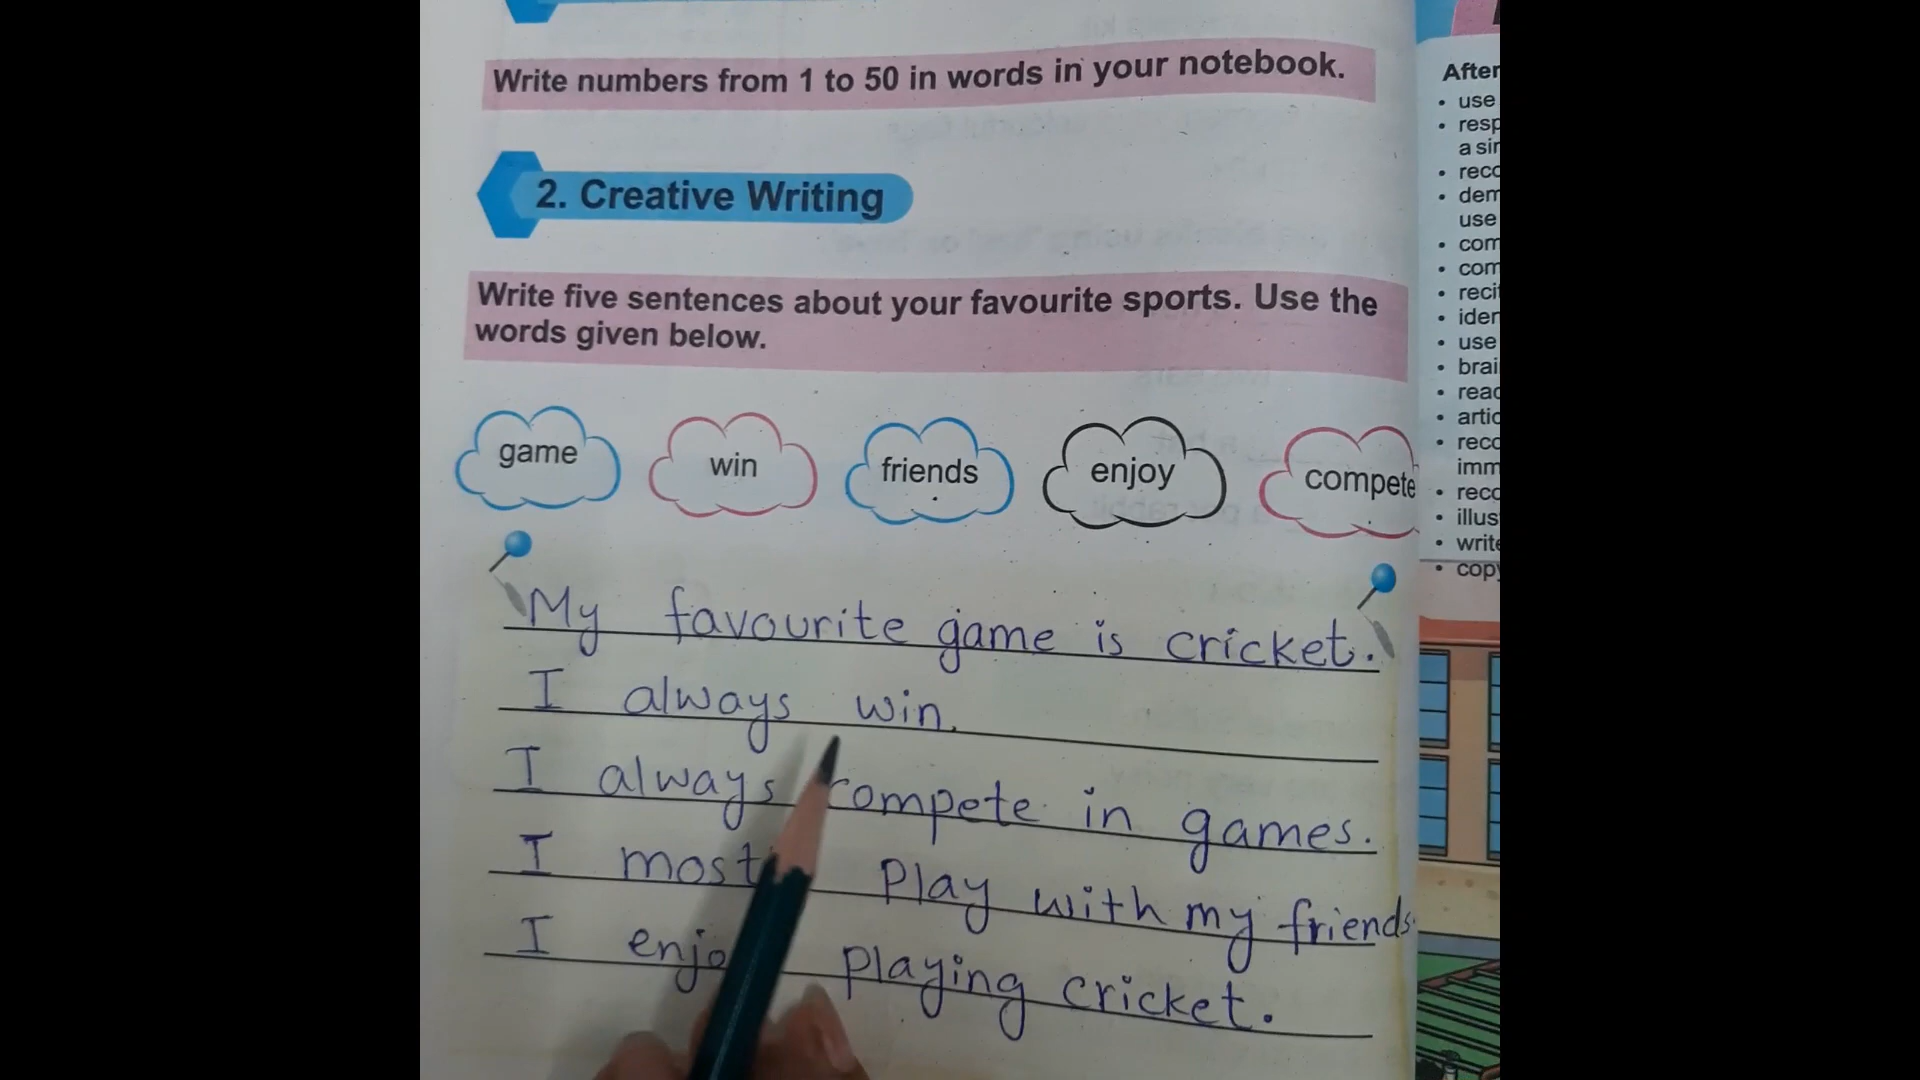 Write numbers from 1 to 50 in words in your notebook.
2. Creative Writing
Write five sentences about your favourite sports. Use the
words given below.
game win friends enjoy compete
My favourite game is cricket.
I always win.
I always compete in games.
I play with my friends
I playing cricket.
After
use
a
use
use